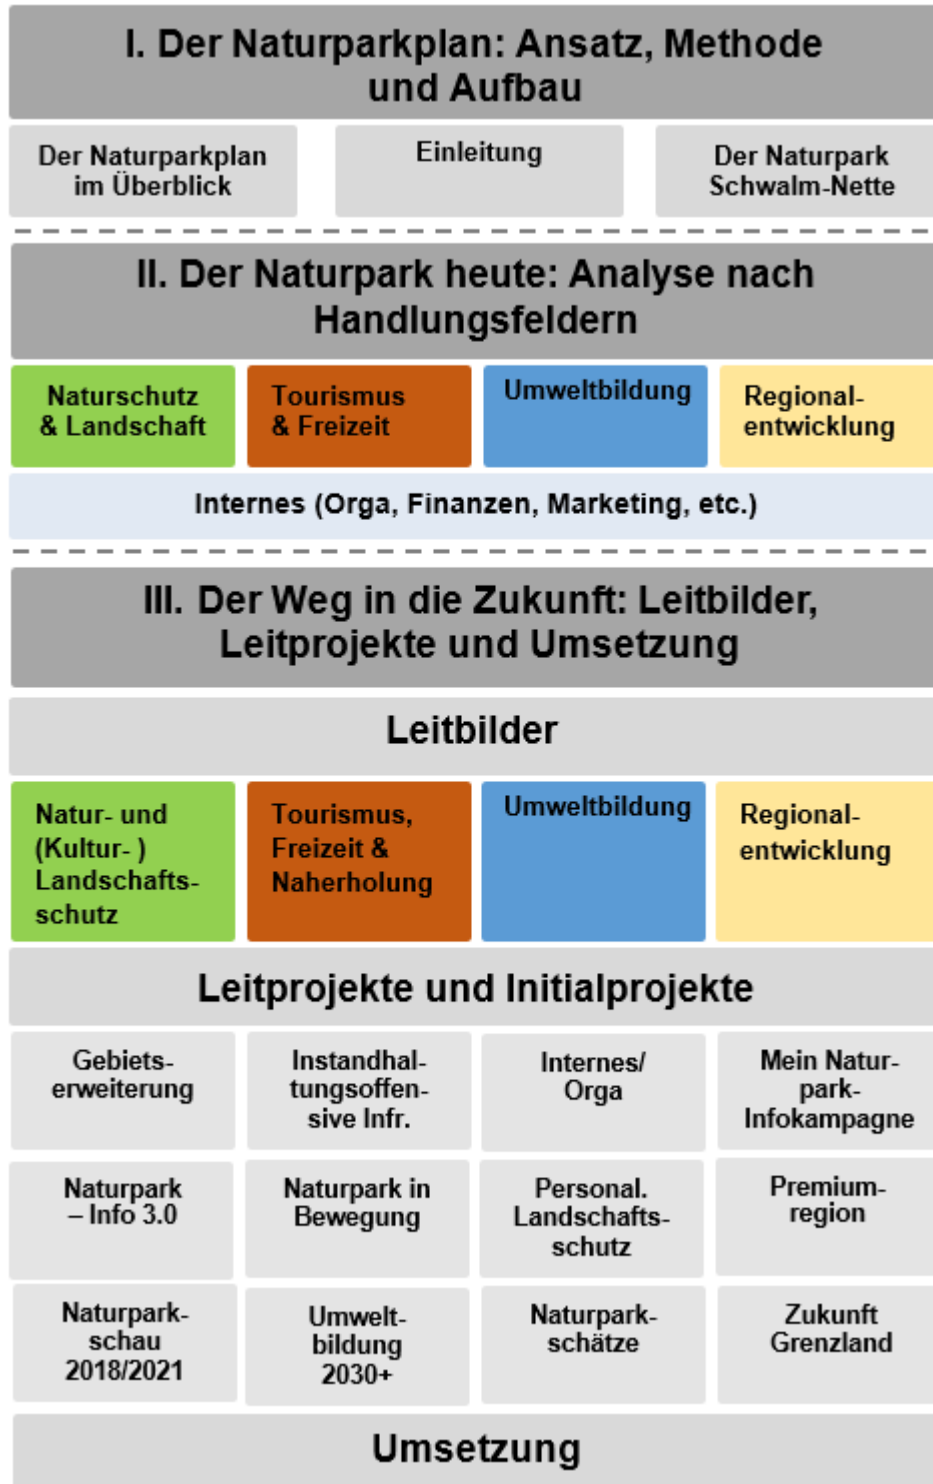 I. Der Naturparkplan: Ansatz, Methode
und Aufbau
Der Naturparkplan
im Überblick
Einleitung
Der Naturpark
Schwalm-Nette
II. Der Naturpark heute: Analyse nach
Handlungsfeldern
Naturschutz
& Landschaft
Tourismus
& Freizeit
Umweltbildung
Regional-
entwicklung
Internes (Orga, Finanzen, Marketing, etc.)
III. Der Weg in die Zukunft: Leitbilder,
Leitprojekte und Umsetzung
Leitbilder
Natur- und
(Kultur- )
Landschafts-
schutz
Tourismus,
Freizeit &
Naherholung
Umweltbildung
Regional-
entwicklung
Leitprojekte und Initialprojekte
Gebiets-
erweiterung
Instandhal-
tungsoffen-
sive Infr.
Internes/
Orga
Mein Natur-
park-
Infokampagne
Naturpark
– Info 3.0
Naturpark in
Bewegung
Personal.
Landschafts-
schutz
Premium-
region
Naturpark-
schau
2018/2021
Umwelt-
bildung
2030+
Naturpark-
schätze
Zukunft
Grenzland
Umsetzung